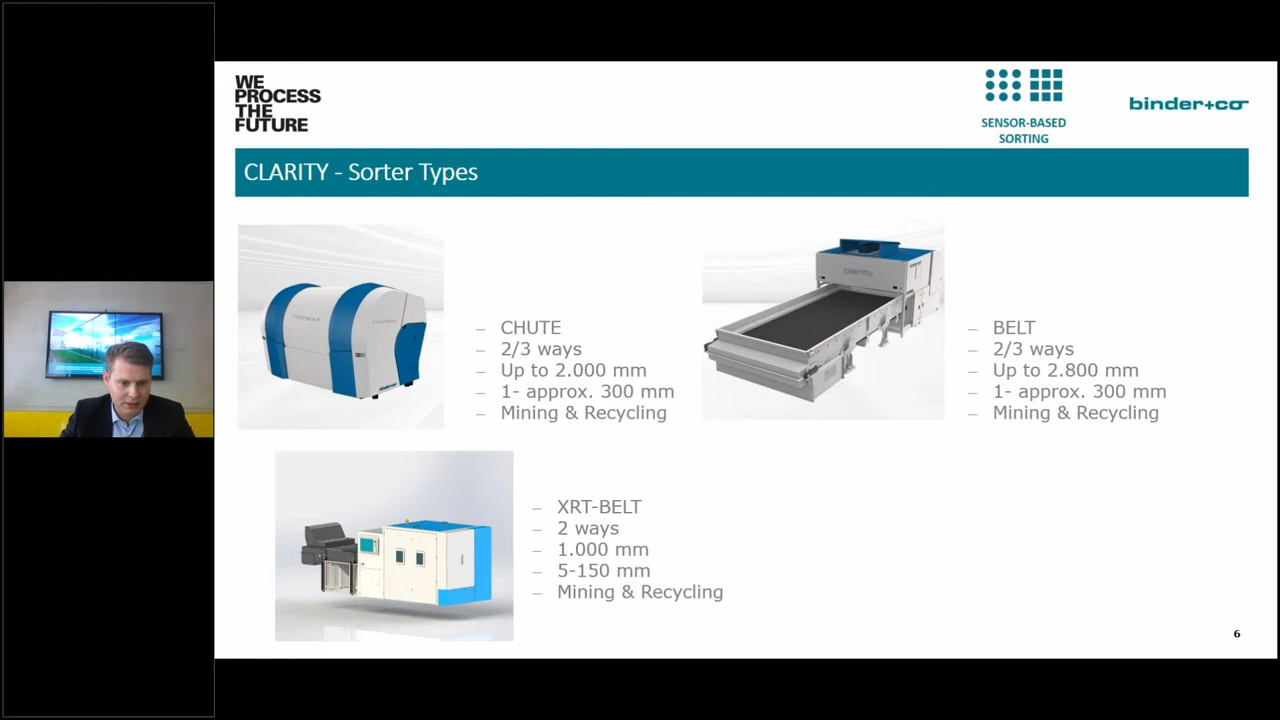 WE
PROCESS
THE
FUTURE
SENSOR-BASED
SORTING
binder+co
CLARITY - Sorter Types
– CHUTE
– 2/3 ways
– Up to 2.000 mm
– 1- approx. 300 mm
– Mining & Recycling
clarity
– BELT
– 2/3 ways
– Up to 2.800 mm
– 1- approx. 300 mm
– Mining & Recycling
– XRT-BELT
– 2 ways
– 1.000 mm
– 5-150 mm
– Mining & Recycling
6